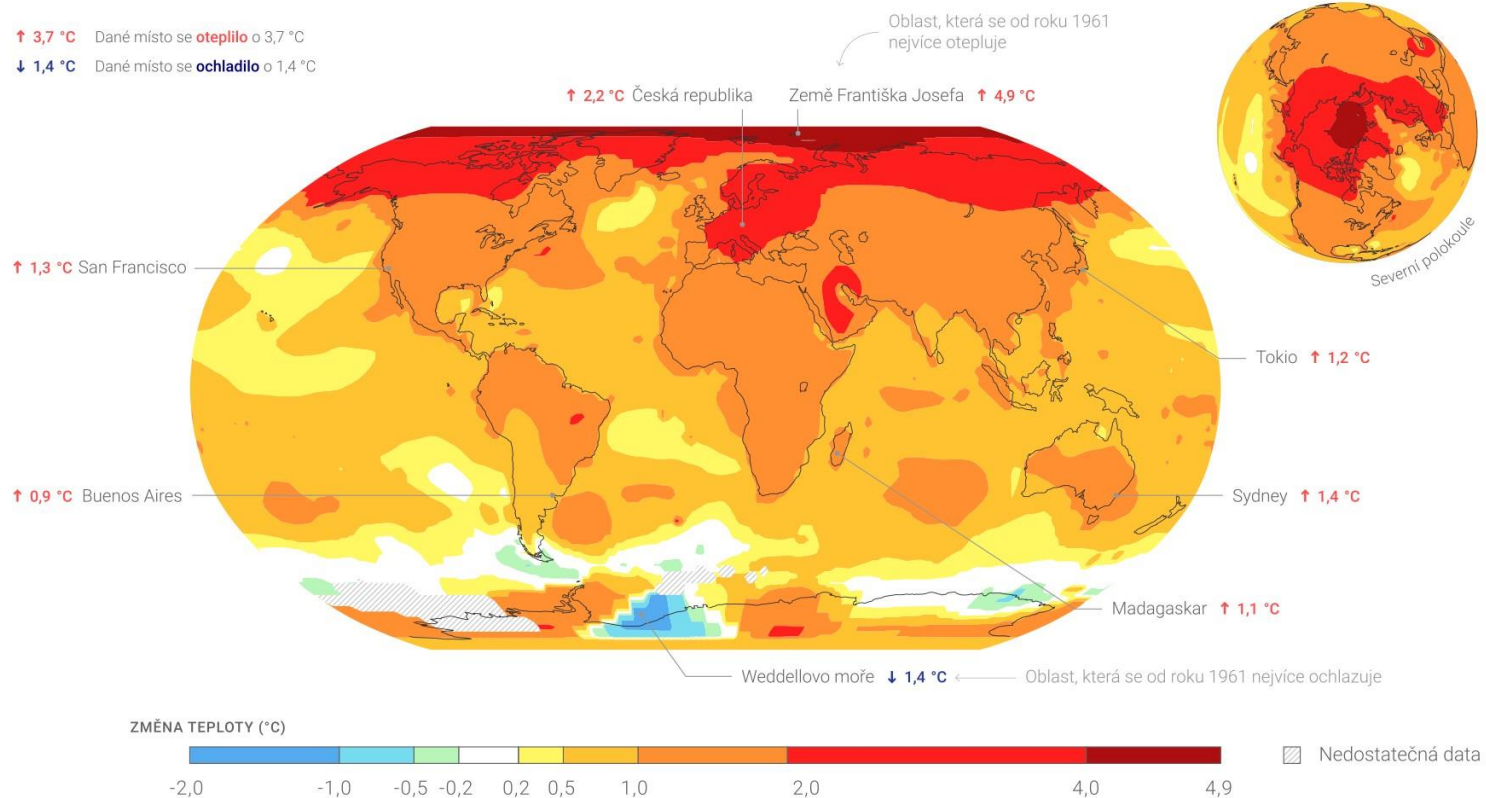 ↑ 3,7 °C Dané místo se oteplilo o 3,7 °C
↓ 1,4 °C Dané místo se ochladilo o 1,4 °C
Oblast, která se od roku 1961
nejvíce otepluje
↑ 2,2 °C Česká republika
Země Františka Josefa ↑ 4,9 °C
Severní polokoule
↑ 1,3 °C San Francisco
Tokio ↑ 1,2 °C
↑ 0,9 °C Buenos Aires
Sydney ↑ 1,4 °C
Madagaskar ↑ 1,1 °C
Weddellovo moře ↓ 1,4 °C
Oblast, která se od roku 1961 nejvíce ochlazuje
ZMĚNA TEPLOTY (°C)
-2,0 -1,0 -0,5 -0,2 0,2 0,5 1,0 2,0 4,0 4,9
Nedostatečná data